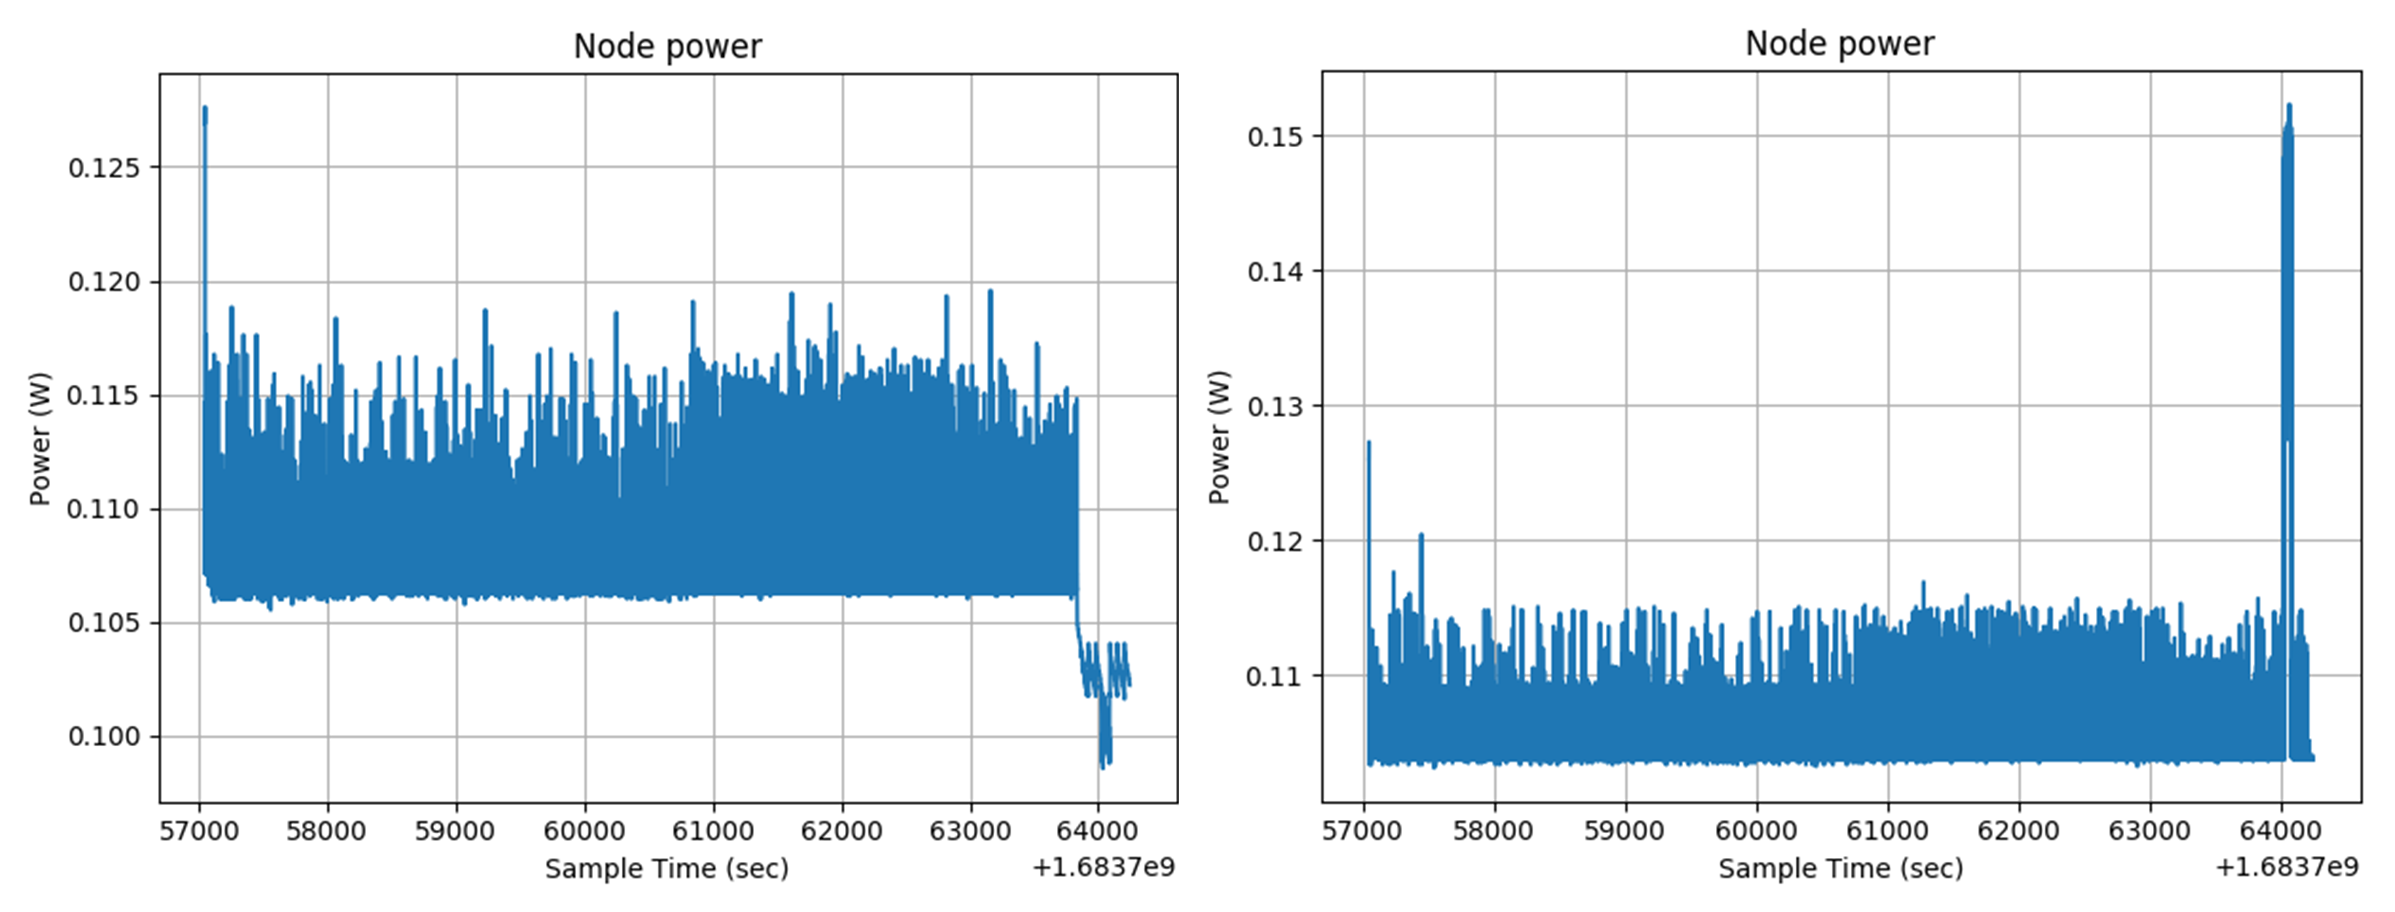 Node power
0.125
0.120
0.115
0.110
0.105
0.100
Power (W)
57000 58000 59000 60000 61000 62000 63000 64000
Sample Time (sec)
+1.6837e9
Node power
0.15
0.14
0.13
0.12
0.11
Power (W)
57000 58000 59000 60000 61000 62000 63000 64000
Sample Time (sec)
+1.6837e9